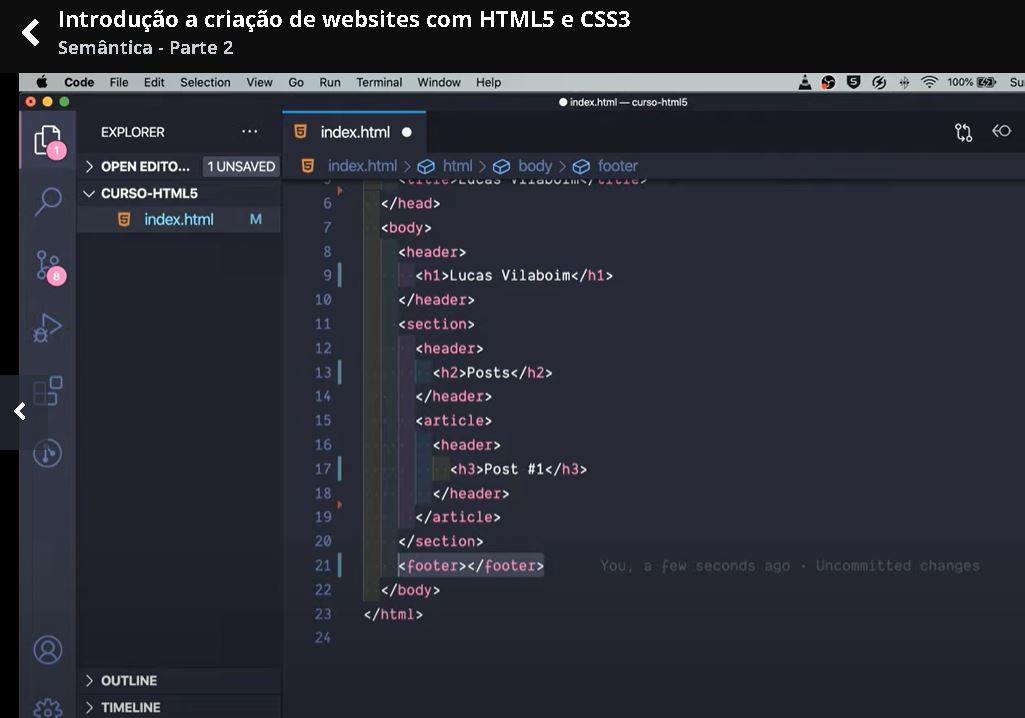 Introdução a criação de websites com HTML5 e CSS3
Semântica - Parte 2
Code File Edit Selection View Go Run Terminal Window Help 100% Su
index.html — curso-html5
EXPLORER
index.html
1
OPEN EDITO... 1 UNSAVED
index.html > html > body > footer
CURSO-HTML5
index.html M
8
5 <title>Lucas Vilaboim</title>
6 </head>
7 <body>
8 <header>
9 <h1>Lucas Vilaboim</h1>
10 </header>
11 <section>
12 <header>
13 <h2>Posts</h2>
14 </header>
15 <article>
16 <header>
17 <h3>Post #1</h3>
18 </header>
19 </article>
20 </section>
21 <footer></footer> You, a few seconds ago · Uncommitted changes
22 </body>
23 </html>
24
OUTLINE
TIMELINE